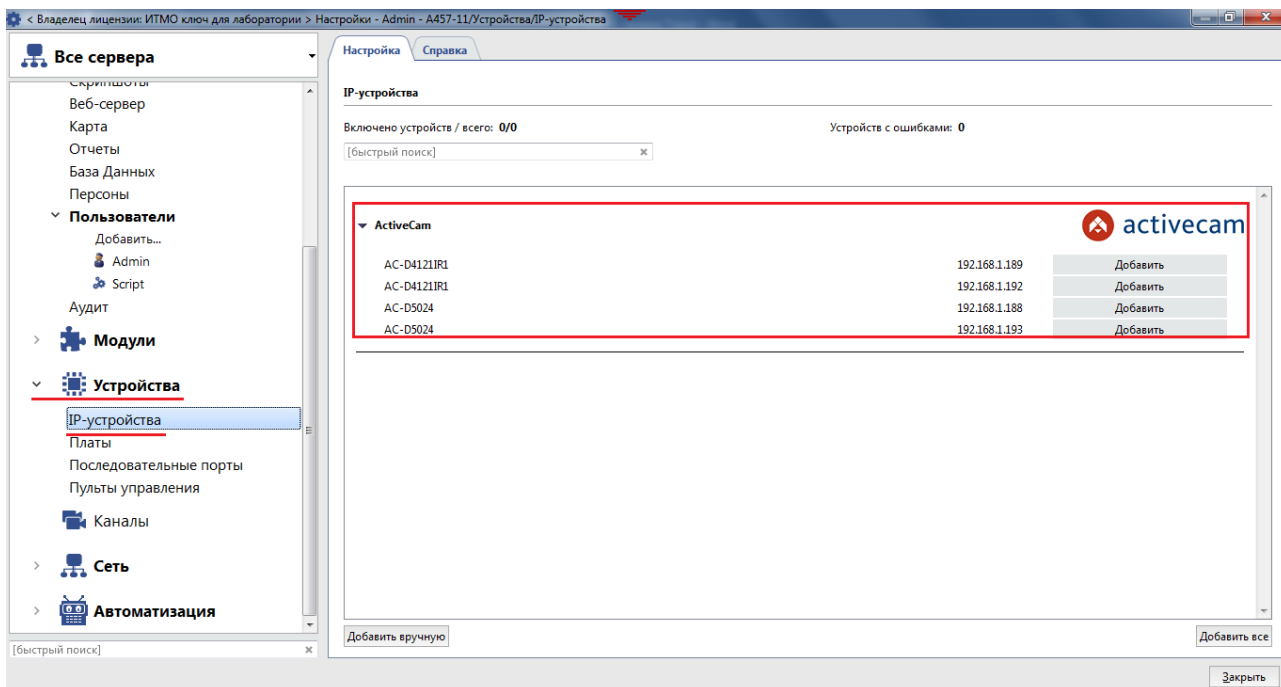 < Владелец лицензии: ИТМО ключ для лаборатории > Настройки - Admin - A457-11/Устройства/IP-устройства
Все сервера
Скриншоты
Веб-сервер
Карта
Отчеты
База Данных
Персоны
Пользователи
Добавить...
Admin
Script
Аудит
Модули
Устройства
IP-устройства
Платы
Последовательные порты
Пульты управления
Каналы
Сеть
Автоматизация
[быстрый поиск]
Настройка Справка
IP-устройства
Включено устройств / всего: 0/0 Устройств с ошибками: 0
[быстрый поиск]
ActiveCam activecam
AC-D4121IR1 192.168.1.189 Добавить
AC-D4121IR1 192.168.1.192 Добавить
AC-D5024 192.168.1.188 Добавить
AC-D5024 192.168.1.193 Добавить
Добавить вручную Добавить все
Закрыть